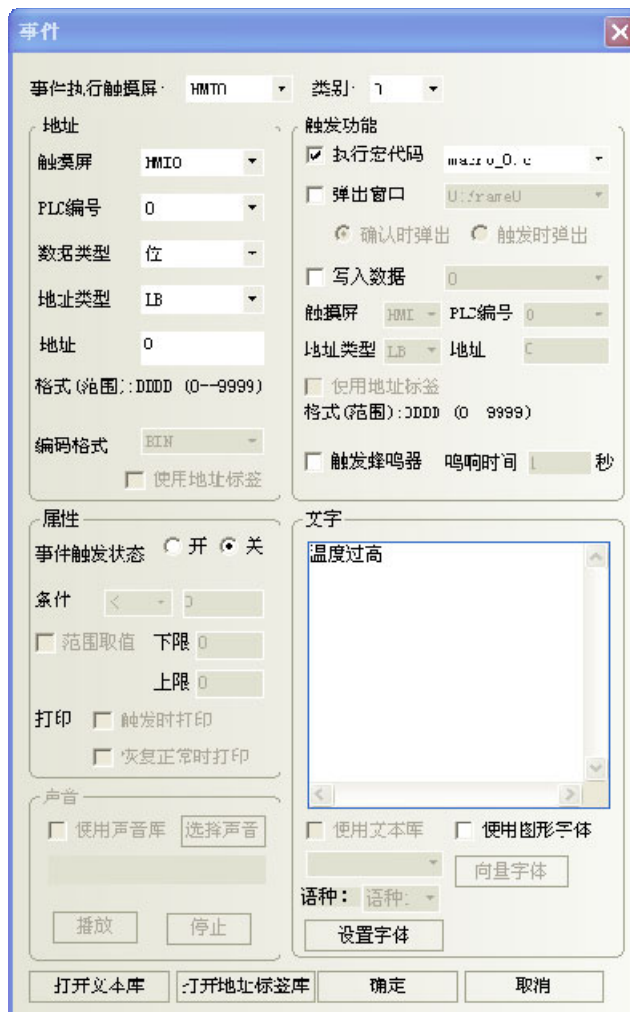 事件
事件执行触摸屏: HMI0 类别: 0
地址
触摸屏 HMI0
PLC编号 0
数据类型 位
地址类型 LB
地址 0
格式(范围):DDDD (0--9999)
编码格式 BIN
使用地址标签
触发功能
执行宏代码 macro_0.c
弹出窗口 0:frame0
确认时弹出 触发时弹出
写入数据 0
触摸屏 HMI PLC编号 0
地址类型 LB 地址 0
使用地址标签
格式(范围):DDDD (0 9999)
触发蜂鸣器 鸣响时间 1 秒
属性
事件触发状态 开 关
条件 < 0
范围取值 下限 0
上限 0
打印 触发时打印
恢复正常时打印
文字
温度过高
声音
使用声音库 选择声音
播放 停止
使用文本库 使用图形字体
向量字体
语种: 语种:
设置字体
打开文本库 打开地址标签库 确定 取消